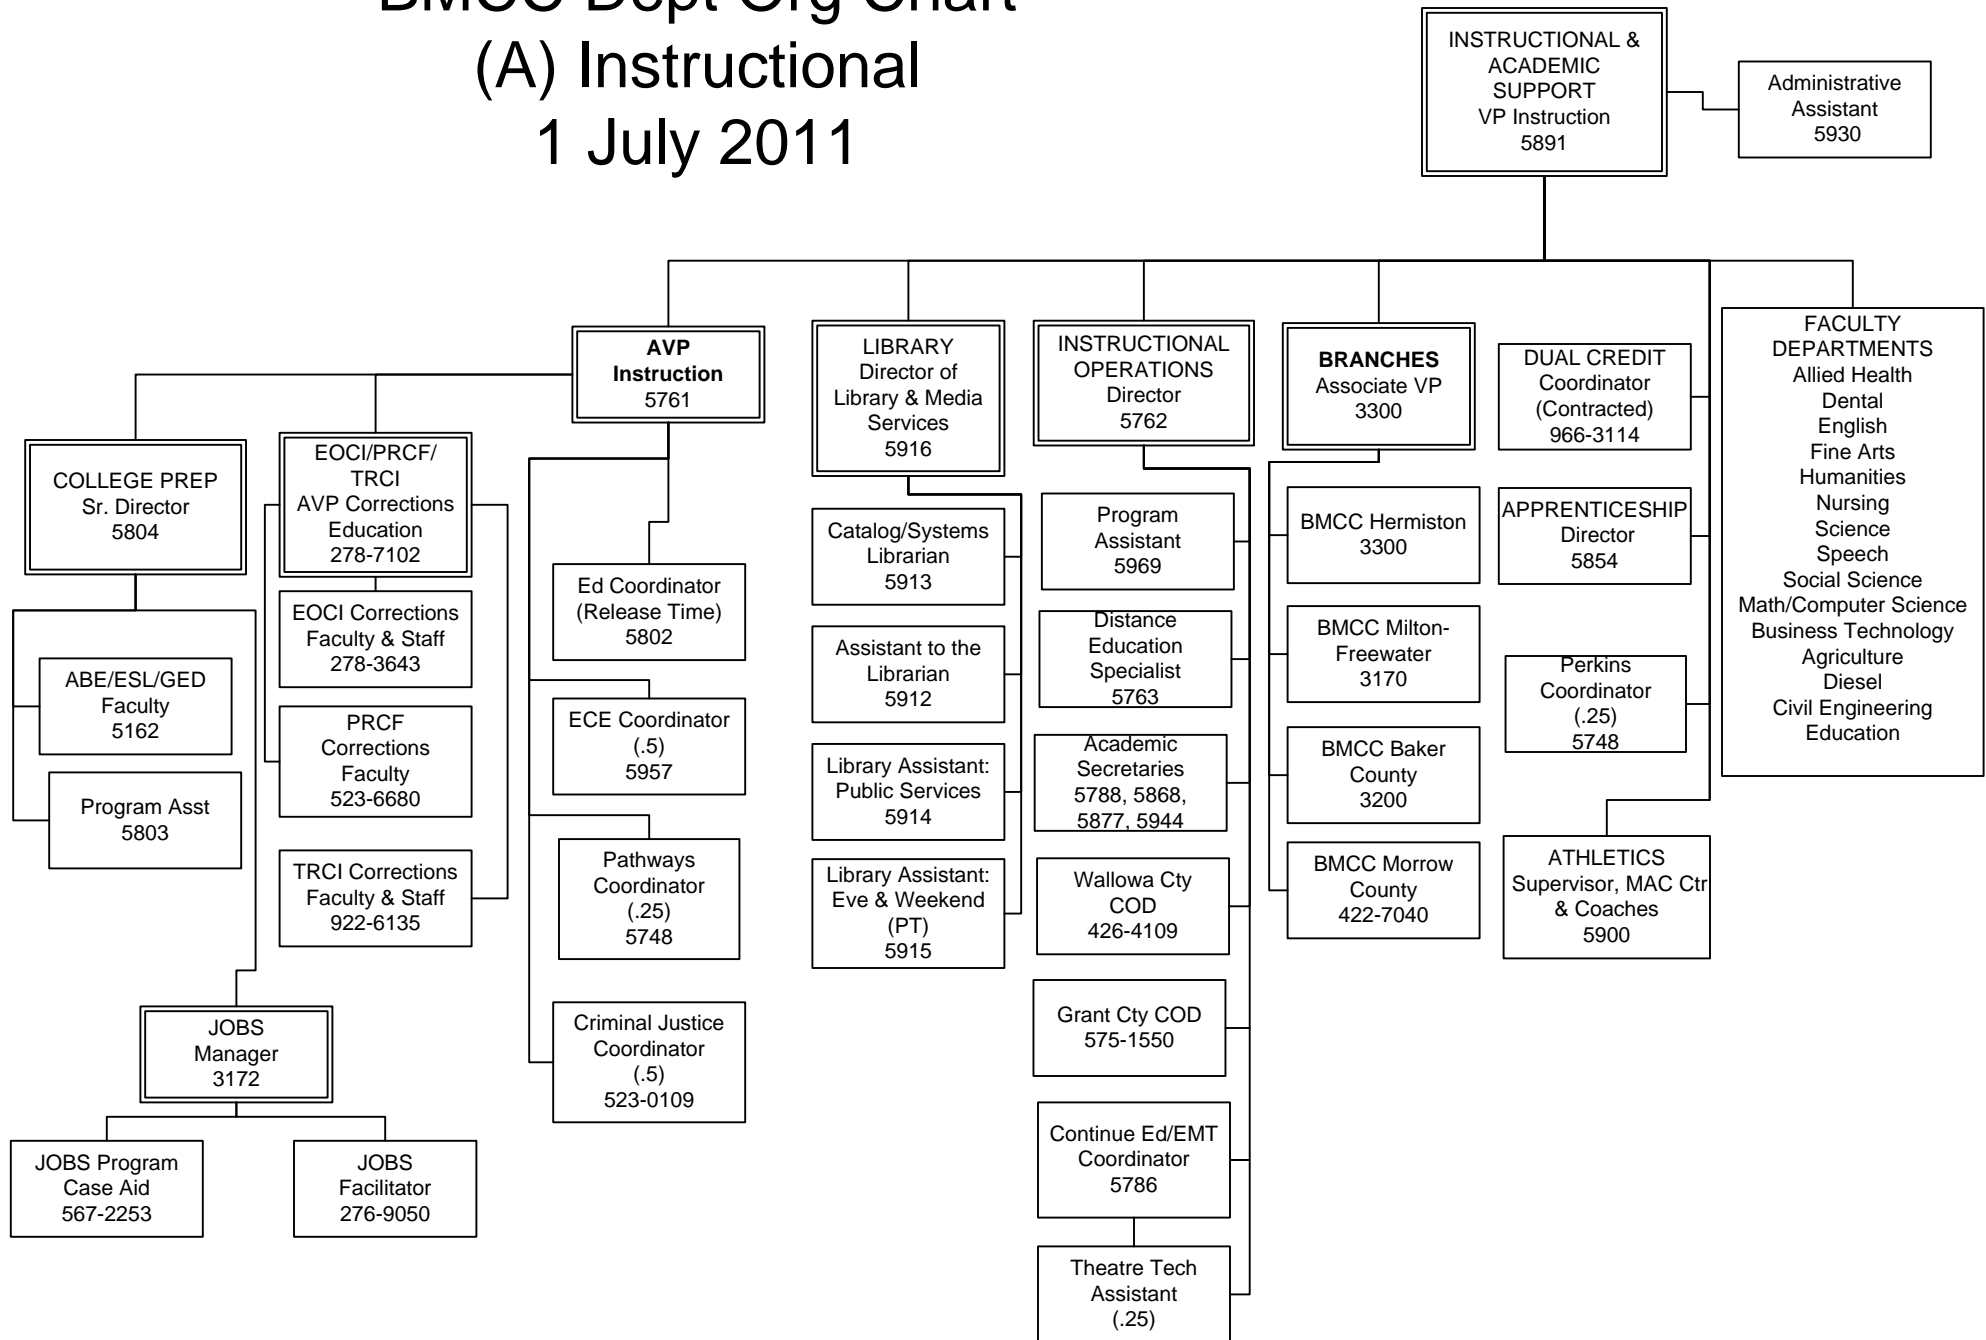 BMCC Dept Org Chart
(A) Instructional
1 July 2011
INSTRUCTIONAL &
ACADEMIC
SUPPORT
VP Instruction
5891
Administrative
Assistant
5930
AVP
Instruction
5761
LIBRARY
Director of
Library & Media
Services
5916
INSTRUCTIONAL
OPERATIONS
Director
5762
BRANCHES
Associate VP
3300
DUAL CREDIT
Coordinator
(Contracted)
966-3114
FACULTY
DEPARTMENTS
Allied Health
Dental
English
Fine Arts
Humanities
Nursing
Science
Speech
Social Science
Math/Computer Science
Business Technology
Agriculture
Diesel
Civil Engineering
Education
COLLEGE PREP
Sr. Director
5804
EOCI/PRCF/
TRCI
AVP Corrections
Education
278-7102
Ed Coordinator
(Release Time)
5802
Catalog/Systems
Librarian
5913
Program
Assistant
5969
BMCC Hermiston
3300
APPRENTICESHIP
Director
5854
EOCI Corrections
Faculty & Staff
278-3643
Assistant to the
Librarian
5912
Distance
Education
Specialist
5763
BMCC Milton-
Freewater
3170
Perkins
Coordinator
(.25)
5748
ABE/ESL/GED
Faculty
5162
PRCF
Corrections
Faculty
523-6680
ECE Coordinator
(.5)
5957
Library Assistant:
Public Services
5914
Academic
Secretaries
5788, 5868,
5877, 5944
BMCC Baker
County
3200
Program Asst
5803
TRCI Corrections
Faculty & Staff
922-6135
Pathways
Coordinator
(.25)
5748
Library Assistant:
Eve & Weekend
(PT)
5915
Wallowa Cty
COD
426-4109
BMCC Morrow
County
422-7040
ATHLETICS
Supervisor, MAC Ctr
& Coaches
5900
JOBS
Manager
3172
Criminal Justice
Coordinator
(.5)
523-0109
Grant Cty COD
575-1550
JOBS Program
Case Aid
567-2253
JOBS
Facilitator
276-9050
Continue Ed/EMT
Coordinator
5786
Theatre Tech
Assistant
(.25)